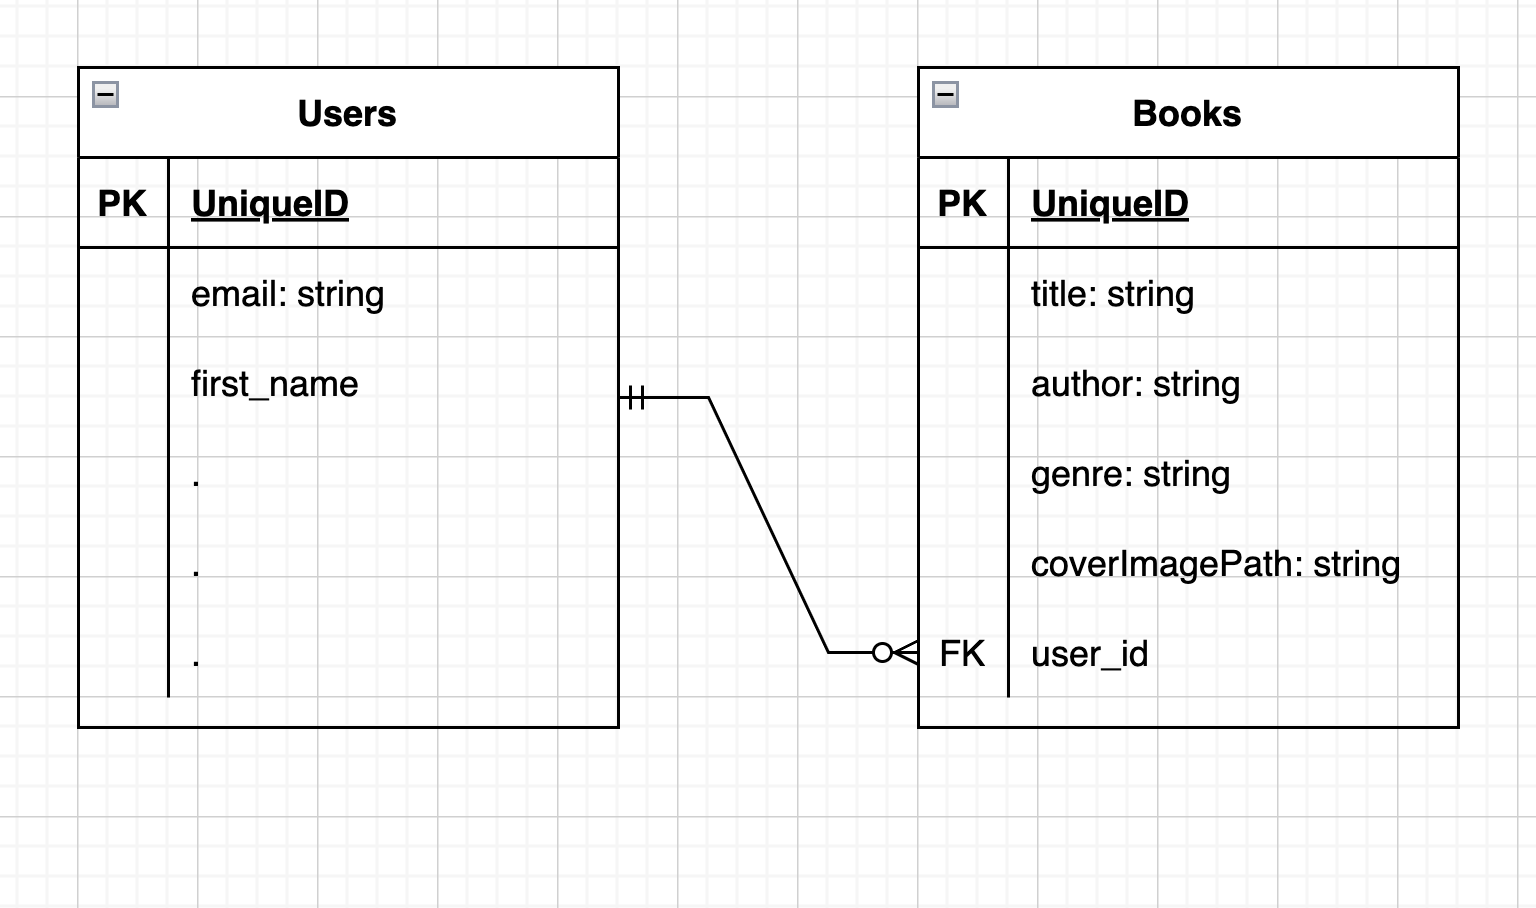 Users
PK UniqueID
email: string
first_name
.
.
.
Books
PK UniqueID
title: string
author: string
genre: string
coverImagePath: string
FK user_id